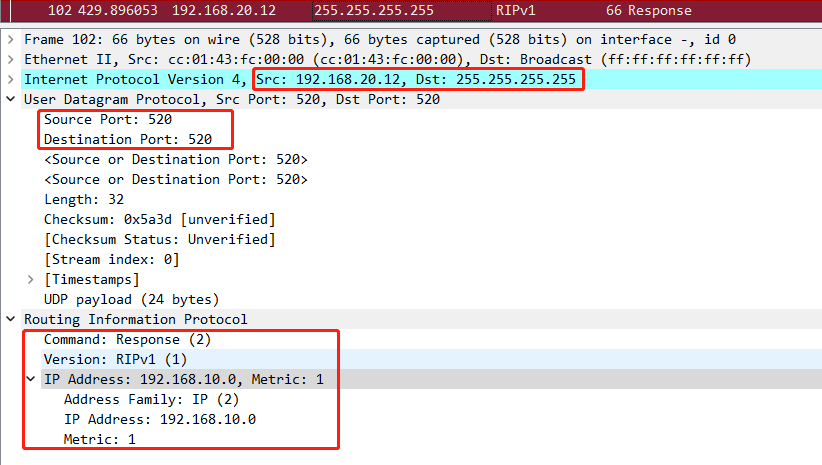 102 429.896053 192.168.20.12 255.255.255.255 RIPv1 66 Response
Frame 102: 66 bytes on wire (528 bits), 66 bytes captured (528 bits) on interface -, id 0
Ethernet II, Src: cc:01:43:fc:00:00 (cc:01:43:fc:00:00), Dst: Broadcast (ff:ff:ff:ff:ff:ff)
Internet Protocol Version 4, Src: 192.168.20.12, Dst: 255.255.255.255
User Datagram Protocol, Src Port: 520, Dst Port: 520
Source Port: 520
Destination Port: 520
<Source or Destination Port: 520>
<Source or Destination Port: 520>
Length: 32
Checksum: 0x5a3d [unverified]
[Checksum Status: Unverified]
[Stream index: 0]
[Timestamps]
UDP payload (24 bytes)
Routing Information Protocol
Command: Response (2)
Version: RIPv1 (1)
IP Address: 192.168.10.0, Metric: 1
Address Family: IP (2)
IP Address: 192.168.10.0
Metric: 1